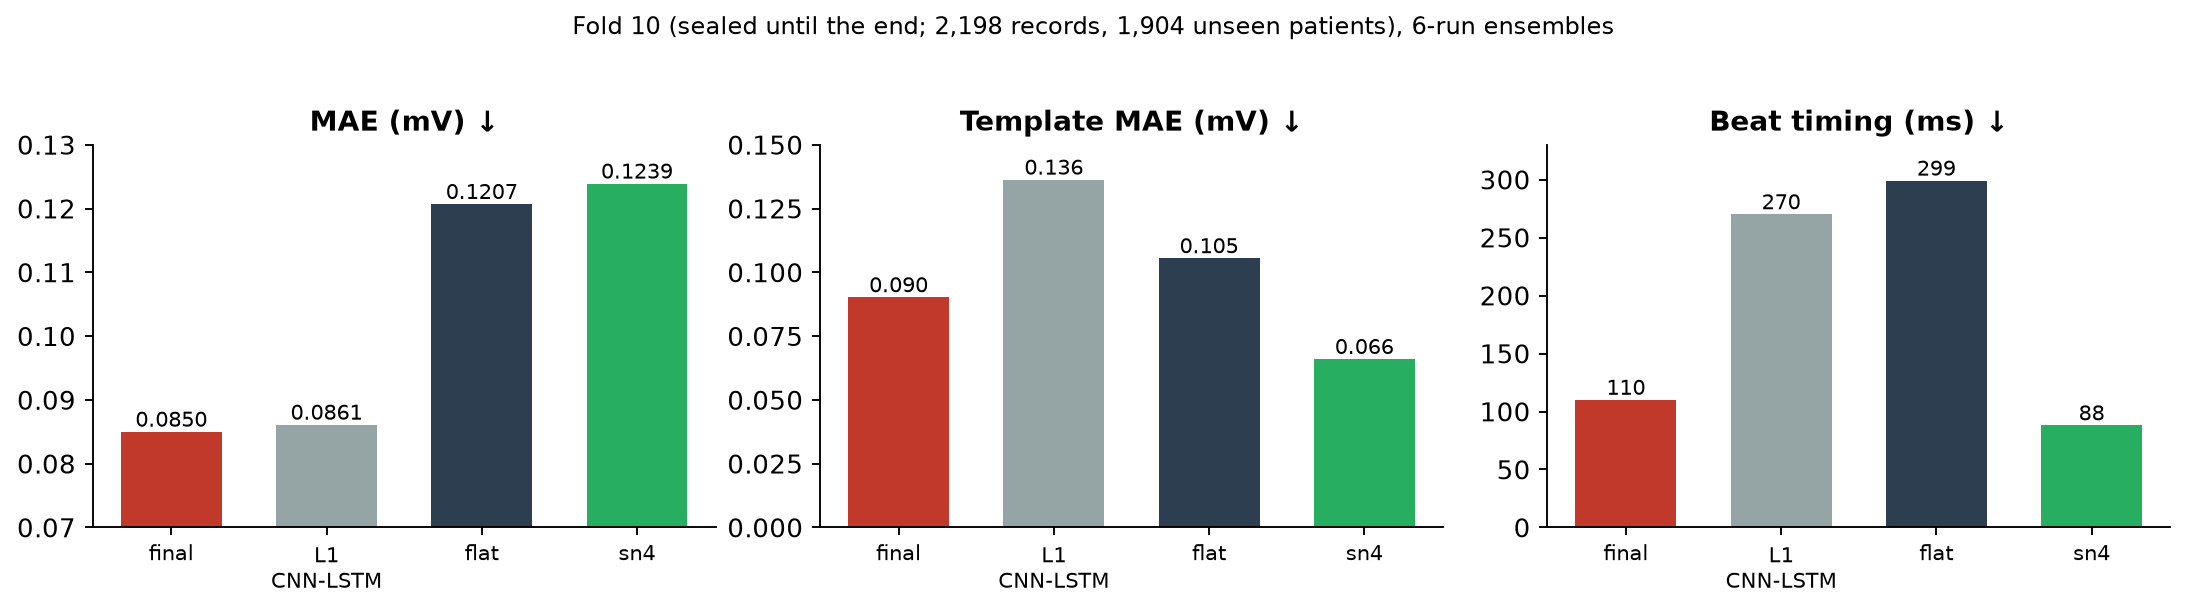 Fold 10 (sealed until the end; 2,198 records, 1,904 unseen patients), 6-run ensembles
MAE (mV) ↓
0.13
0.12
0.11
0.10
0.09
0.08
0.07
0.0850
0.0861
0.1207
0.1239
final
L1
CNN-LSTM
flat
sn4
Template MAE (mV) ↓
0.150
0.125
0.100
0.075
0.050
0.025
0.000
0.090
0.136
0.105
0.066
final
L1
CNN-LSTM
flat
sn4
Beat timing (ms) ↓
300
250
200
150
100
50
0
110
270
299
88
final
L1
CNN-LSTM
flat
sn4